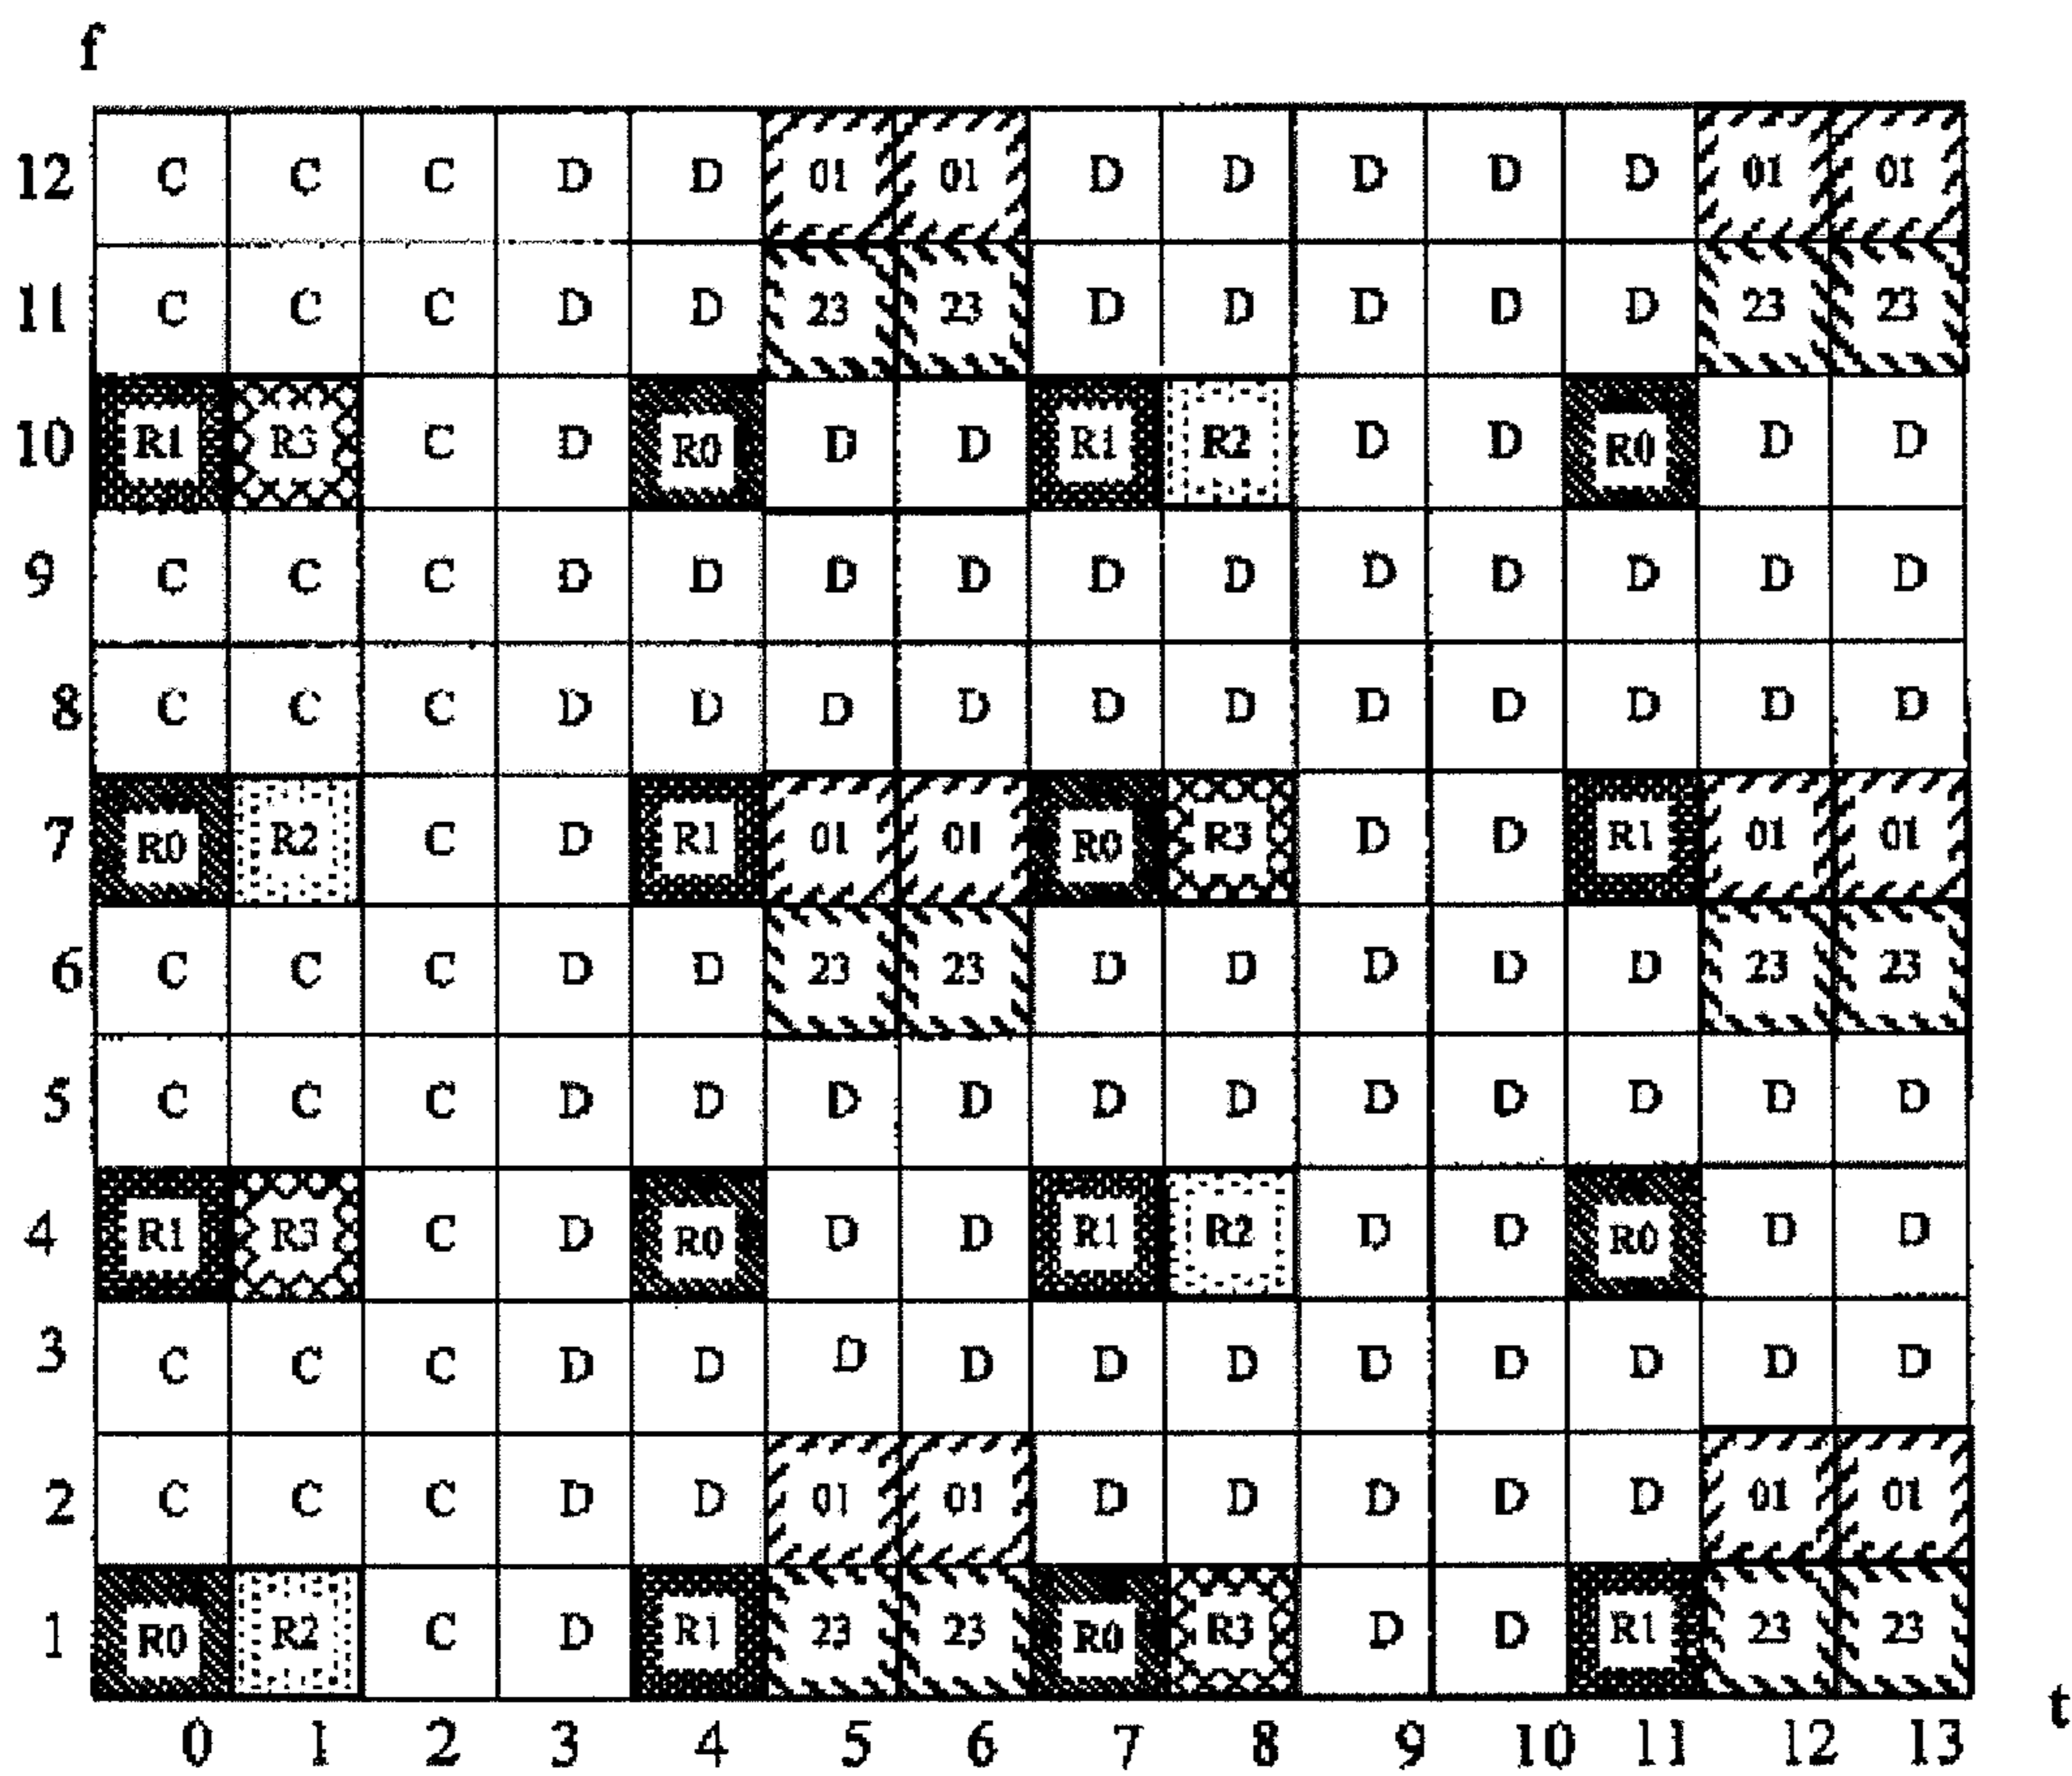 f
12 C C C D D 01 01 D D D D D 01 01
11 C C C D D 23 23 D D D D D 23 23
10 R1 R3 C D R0 D D R1 R2 D D R0 D D
9 C C C D D D D D D D D D D D
8 C C C D D D D D D D D D D D
7 R0 R2 C D R1 01 01 R0 R3 D D R1 01 01
6 C C C D D 23 23 D D D D D 23 23
5 C C C D D D D D D D D D D D
4 R1 R3 C D R0 D D R1 R2 D D R0 D D
3 C C C D D D D D D D D D D D
2 C C C D D 01 01 D D D D D 01 01
1 R0 R2 C D R1 23 23 R0 R3 D D R1 23 23
0 1 2 3 4 5 6 7 8 9 10 11 12 13 t